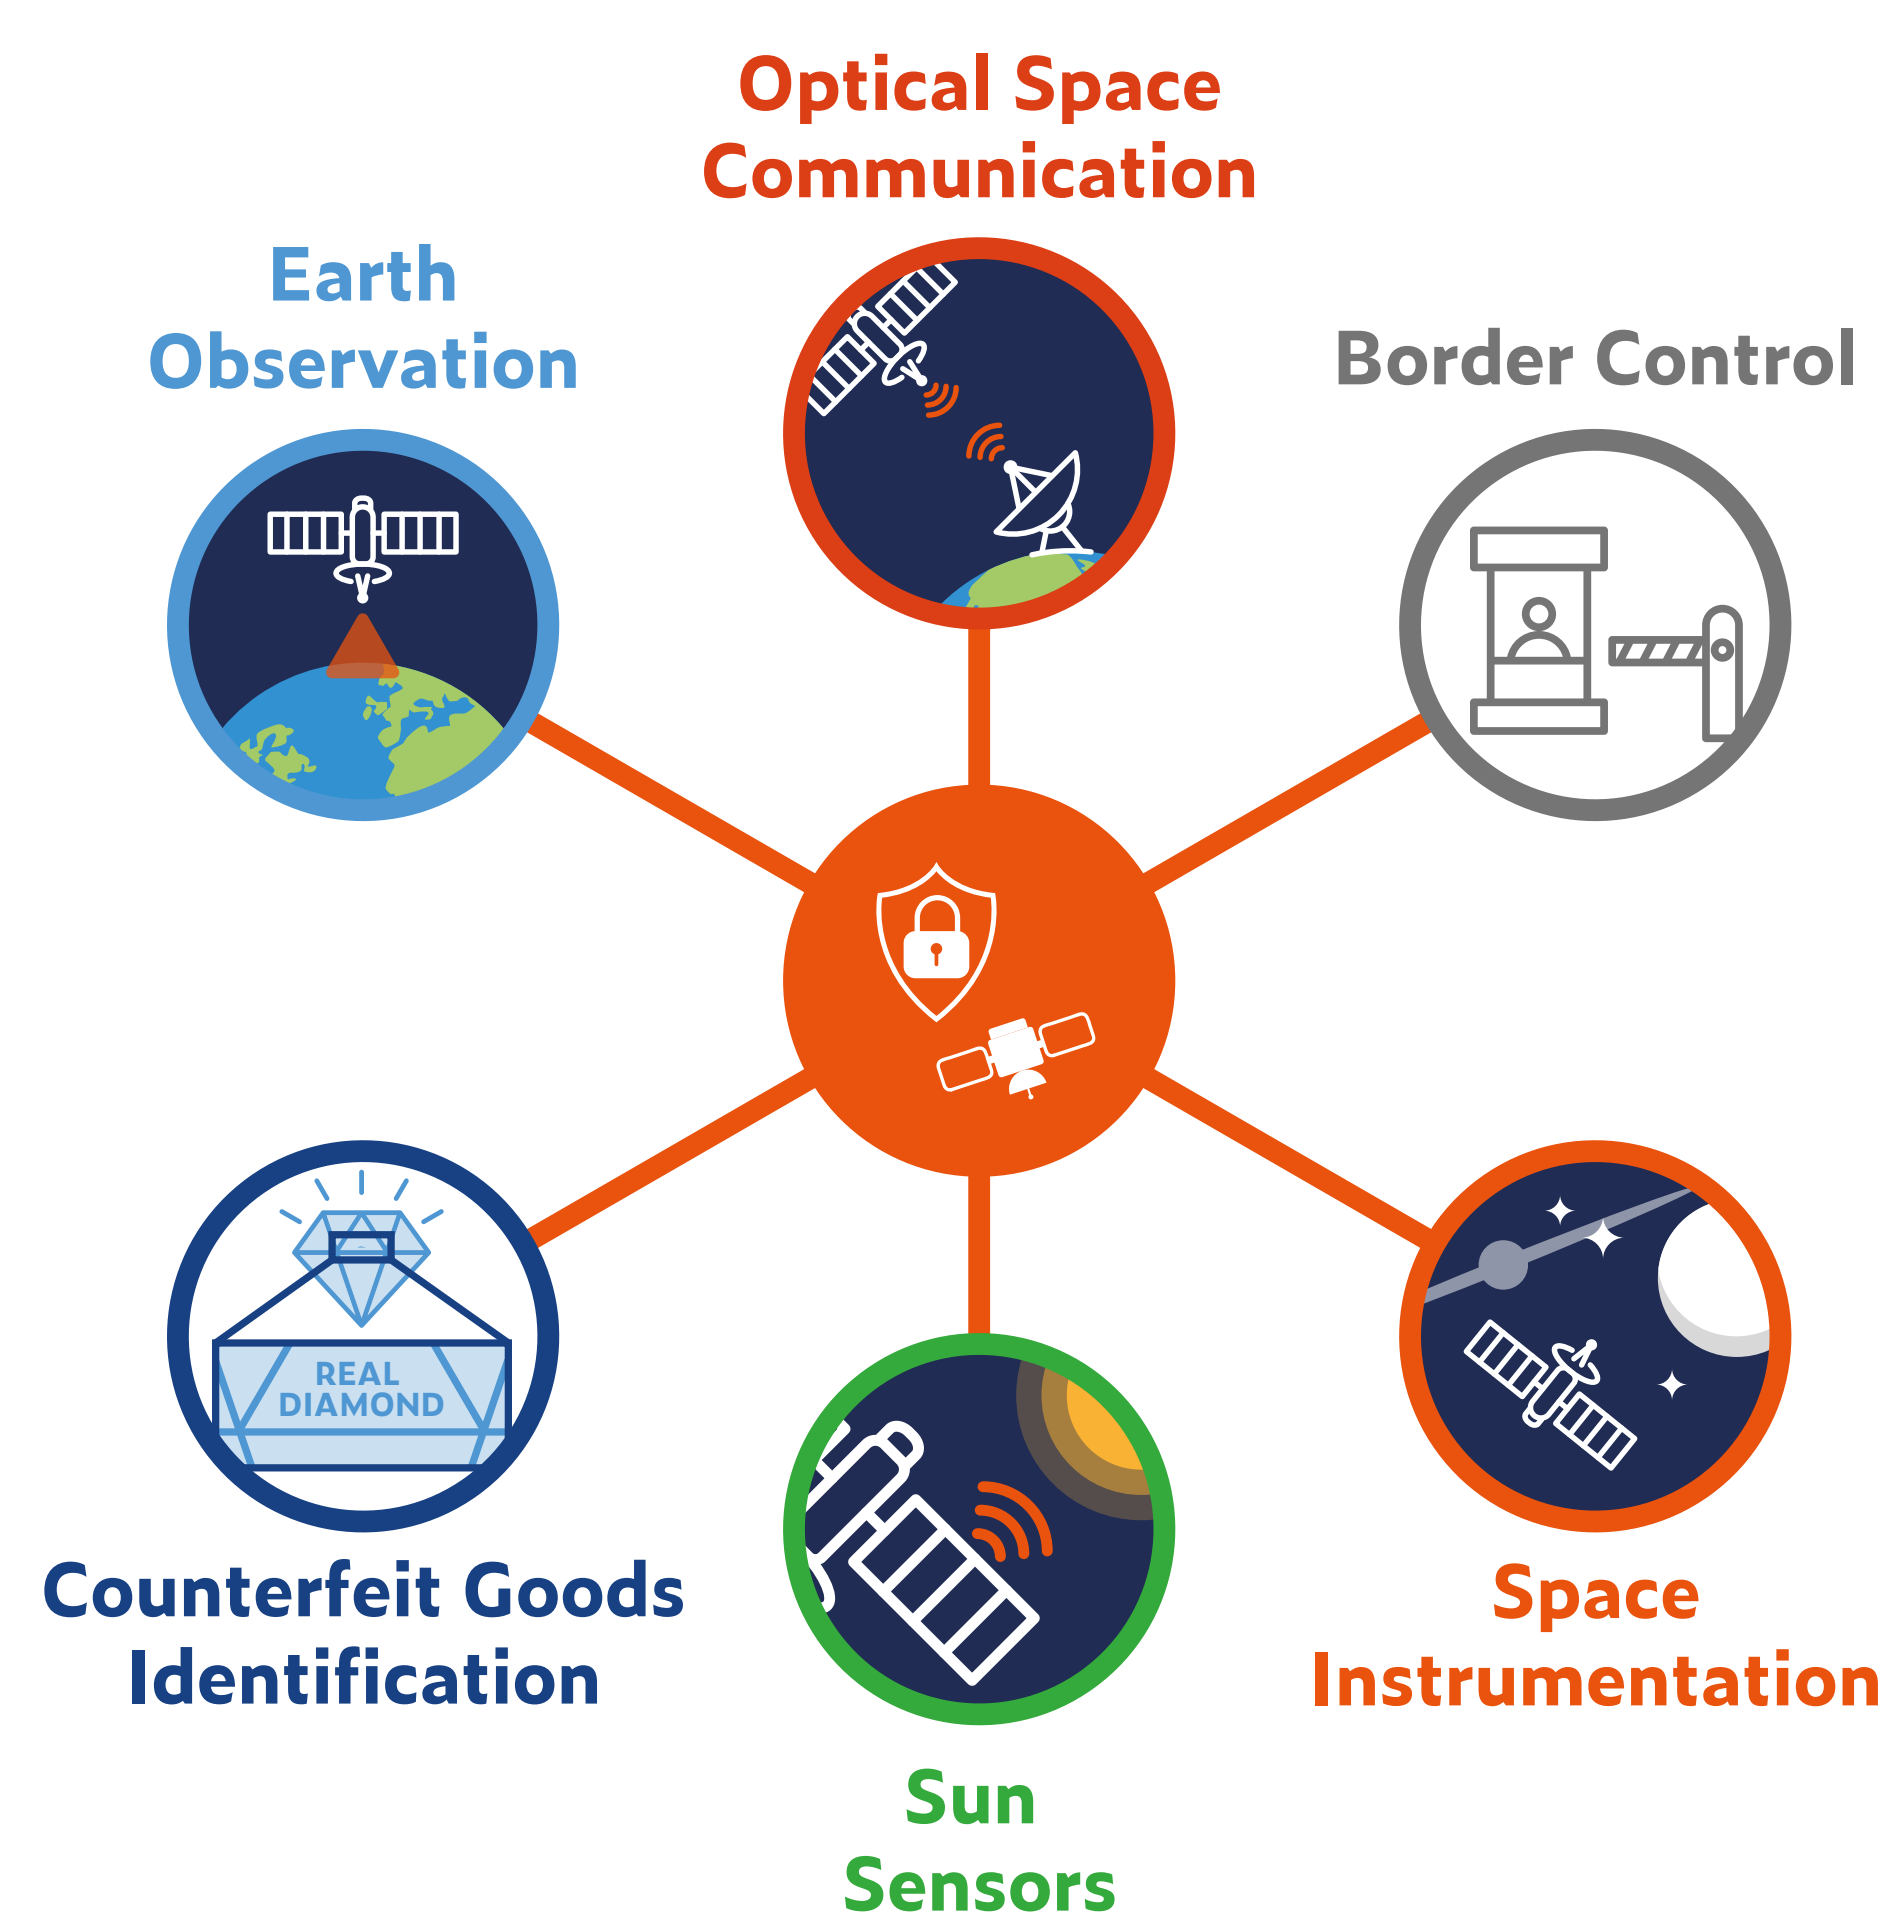 Optical Space
Communication
Earth
Observation
Border Control
REAL
DIAMOND
Counterfeit Goods
Identification
Space
Instrumentation
Sun
Sensors